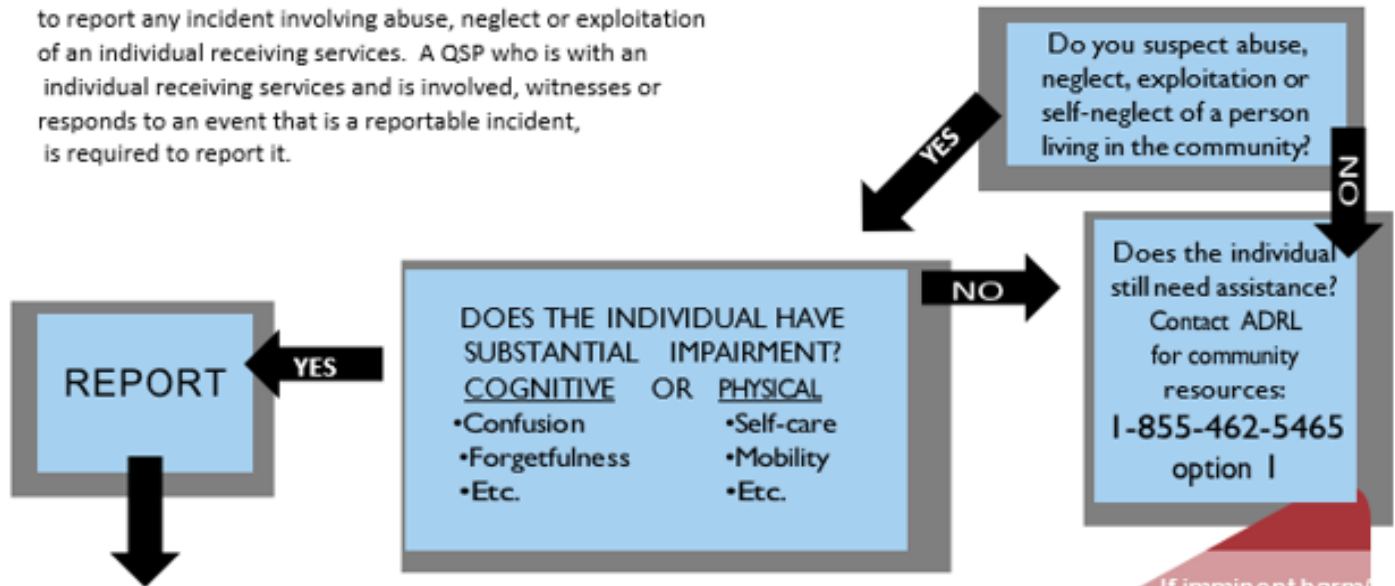 to report any incident involving abuse, neglect or exploitation
of an individual receiving services. A QSP who is with an
individual receiving services and is involved, witnesses or
responds to an event that is a reportable incident,
is required to report it.
Do you suspect abuse,
neglect, exploitation or
self-neglect of a person
living in the community?
YES
NO
DOES THE INDIVIDUAL HAVE
SUBSTANTIAL IMPAIRMENT?
COGNITIVE OR PHYSICAL
•Confusion •Self-care
•Forgetfulness •Mobility
•Etc. •Etc.
NO
Does the individual
still need assistance?
Contact ADRL
for community
resources:
1-855-462-5465
option 1
YES
REPORT
If imminent harm/